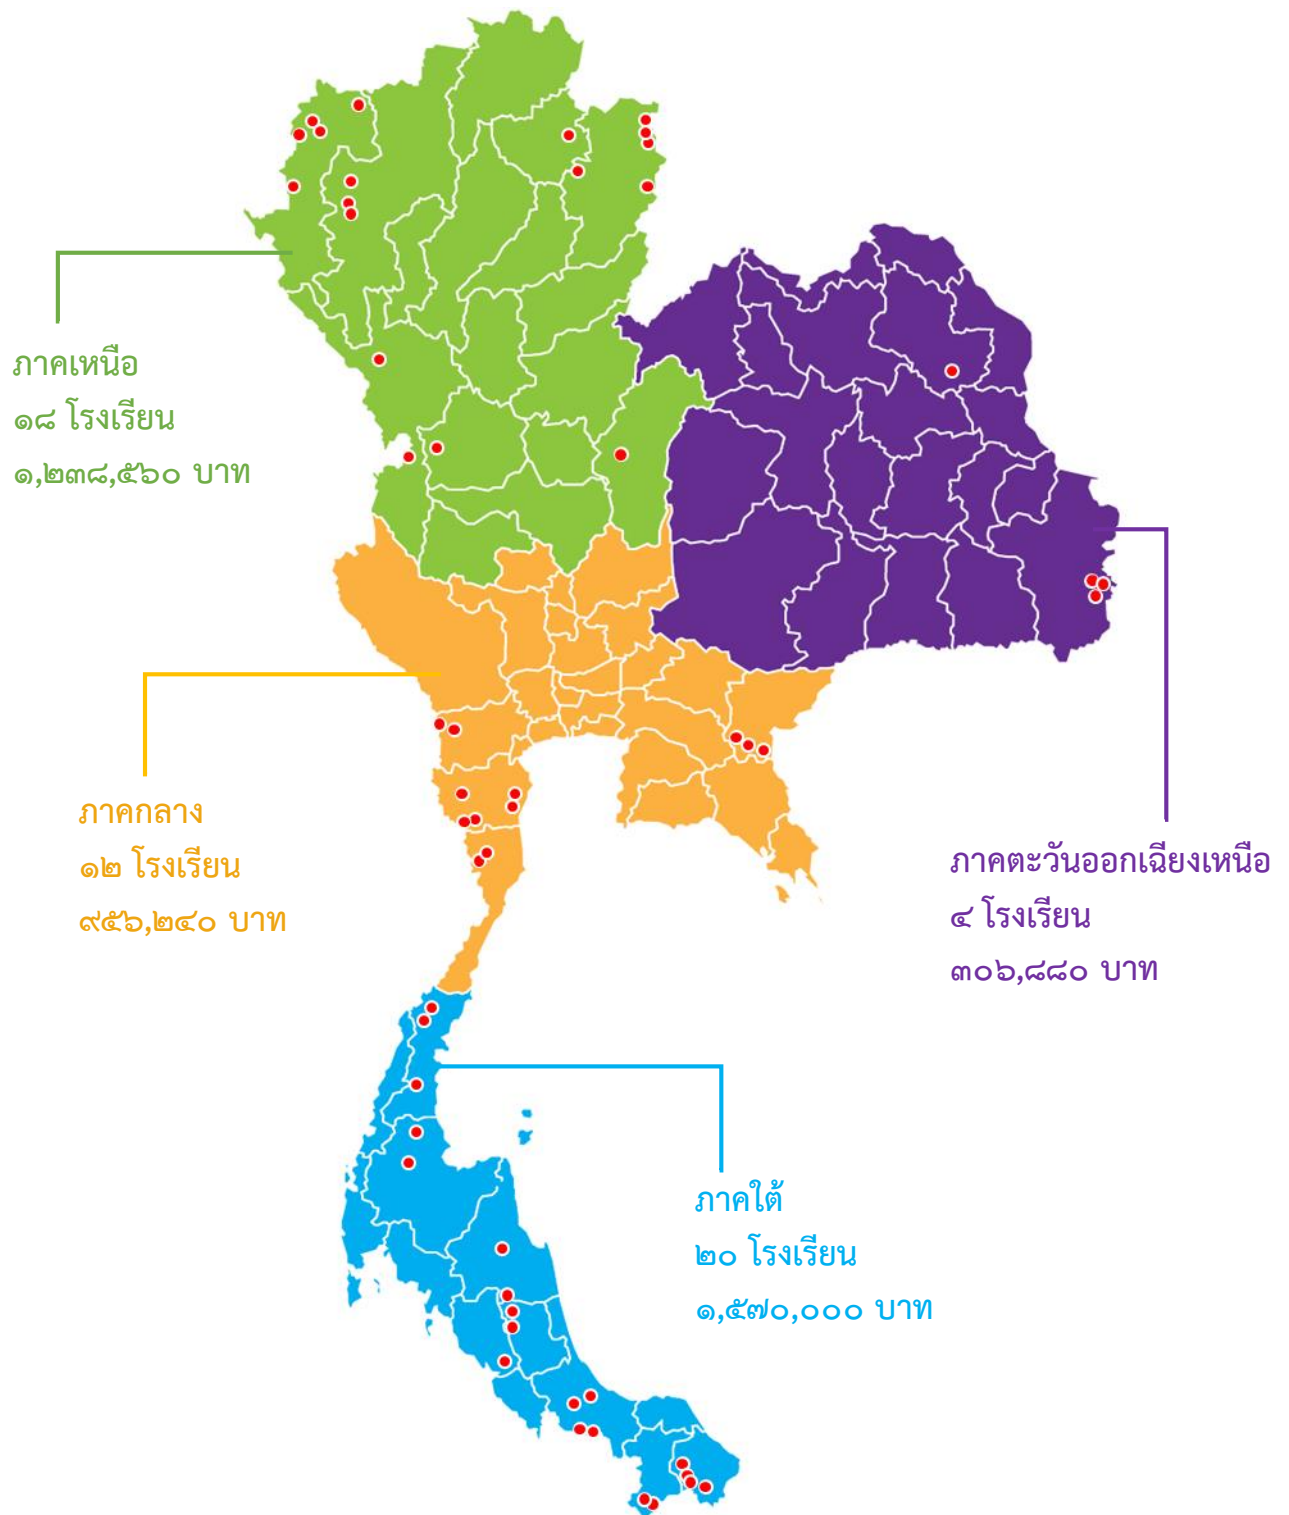 ภาคเหนือ
๑๘ โรงเรียน
๑,๒๓๘,๕๖๐ บาท
ภาคกลาง
๑๒ โรงเรียน
๙๕๖,๒๔๐ บาท
ภาคตะวันออกเฉียงเหนือ
๔ โรงเรียน
๓๐๖,๘๘๐ บาท
ภาคใต้
๒๐ โรงเรียน
๑,๕๗๐,๐๐๐ บาท